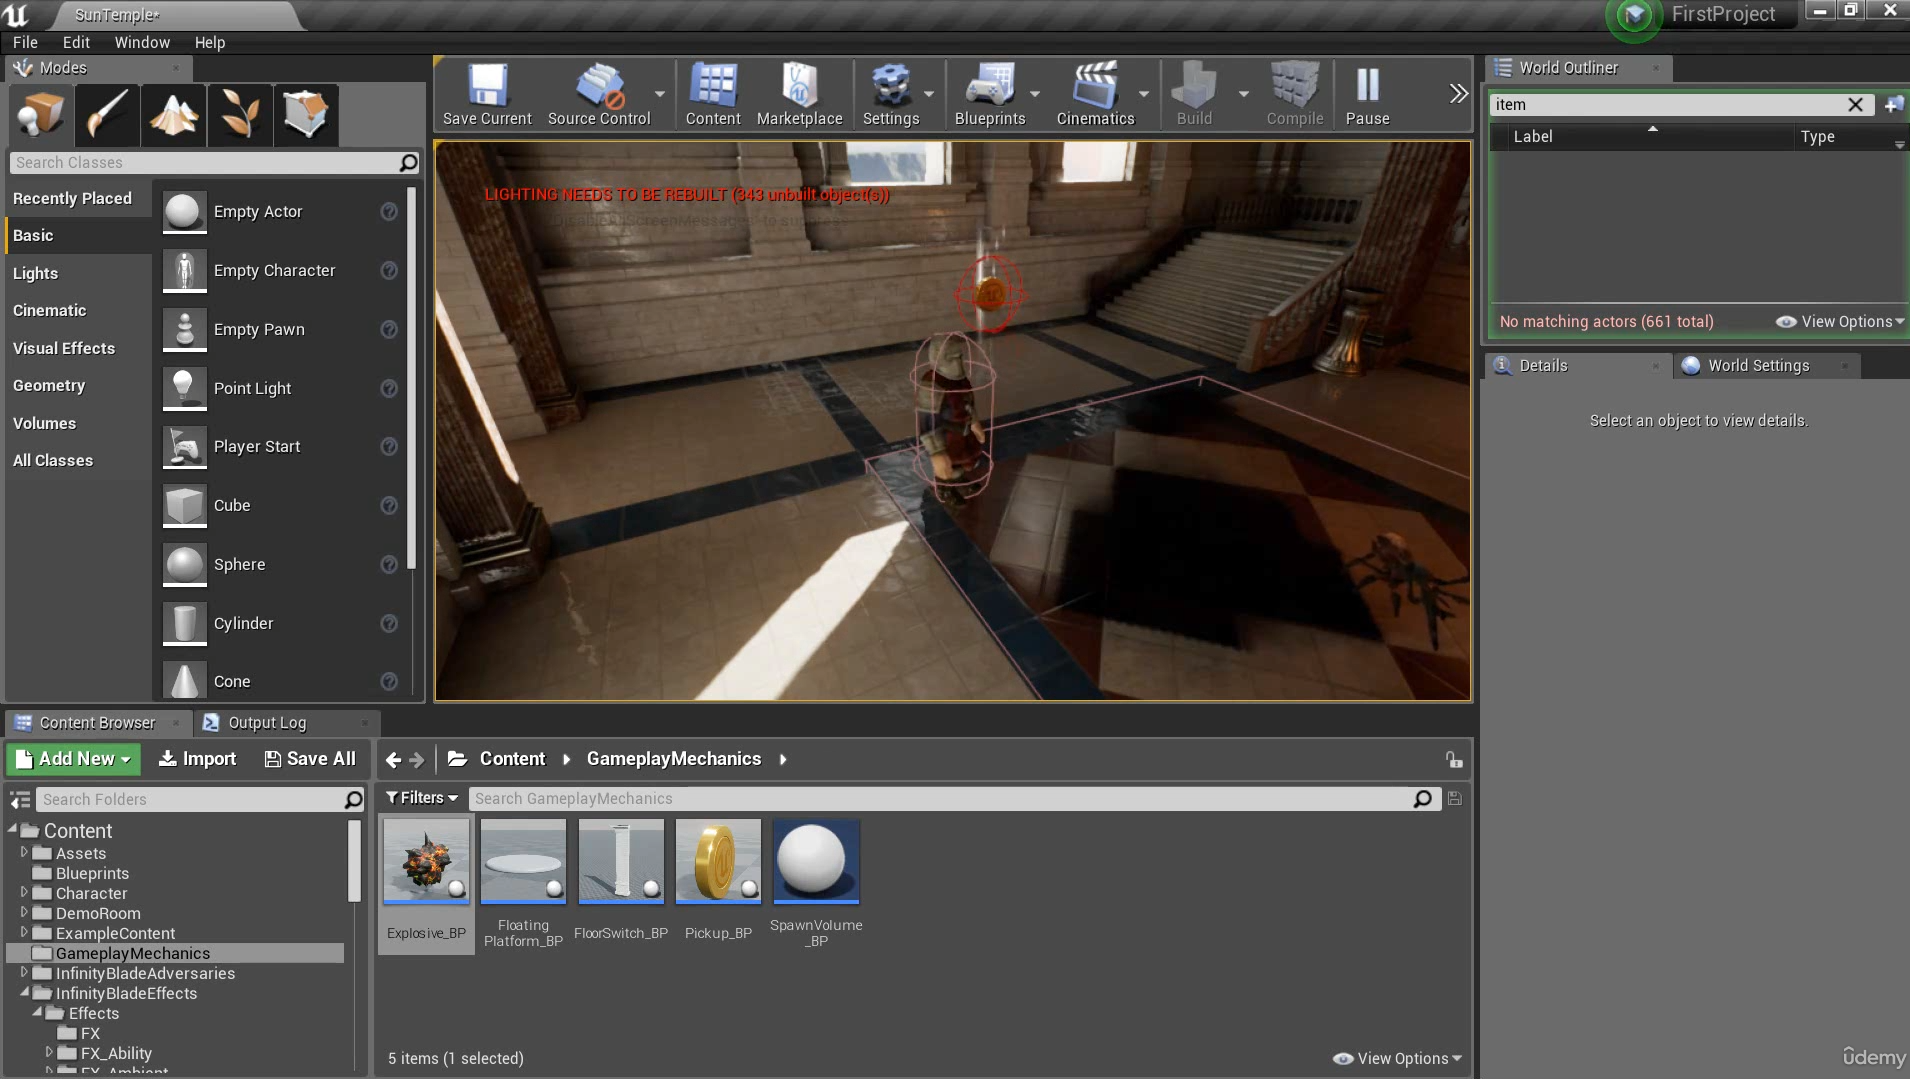 SunTemple*
FirstProject
File Edit Window Help
Modes
Save Current
Source Control
Content
Marketplace
Settings
Blueprints
Cinematics
Build
Compile
Pause
World Outliner
item
Label
Type
No matching actors (661 total)
View Options
Details
World Settings
Select an object to view details.
Search Classes
Recently Placed
Basic
Lights
Cinematic
Visual Effects
Geometry
Volumes
All Classes
Empty Actor
Empty Character
Empty Pawn
Point Light
Player Start
Cube
Sphere
Cylinder
Cone
LIGHTING NEEDS TO BE REBUILT (343 unbuilt object(s))
Content Browser
Output Log
Add New
Import
Save All
Content
GameplayMechanics
Search Folders
Filters
Search GameplayMechanics
Content
Assets
Blueprints
Character
DemoRoom
ExampleContent
GameplayMechanics
InfinityBladeAdversaries
InfinityBladeEffects
Effects
FX
FX_Ability
FX_Ambient
Explosive_BP
Floating
Platform_BP
FloorSwitch_BP
Pickup_BP
SpawnVolume
_BP
5 items (1 selected)
View Options
udemy